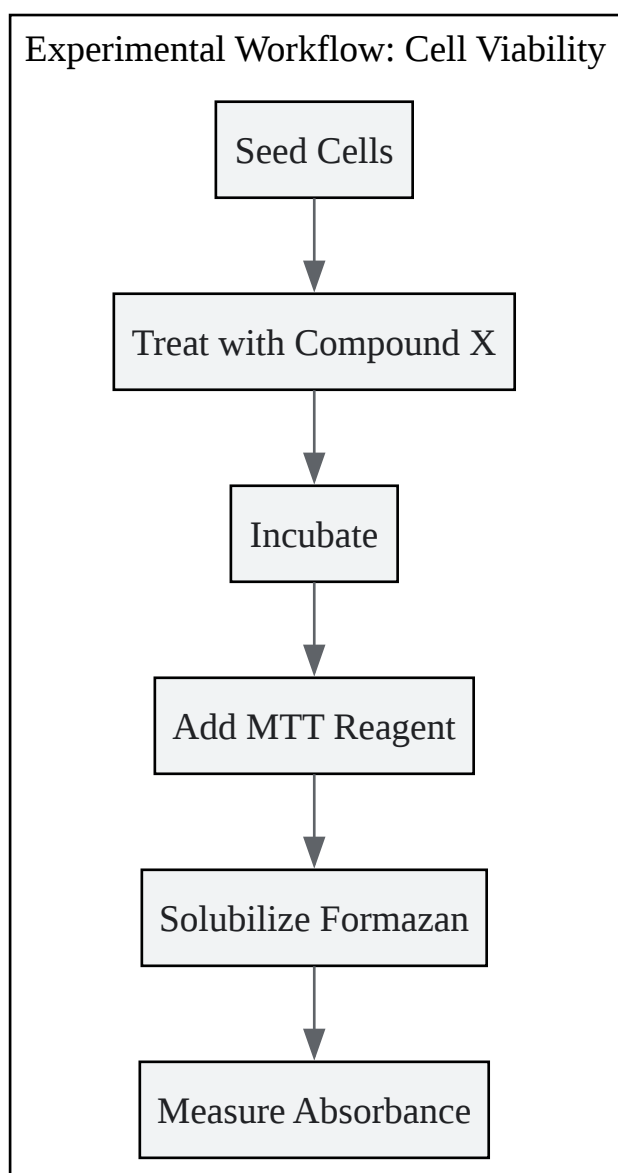 Experimental Workflow: Cell Viability
Seed Cells
Treat with Compound X
Incubate
Add MTT Reagent
Solubilize Formazan
Measure Absorbance